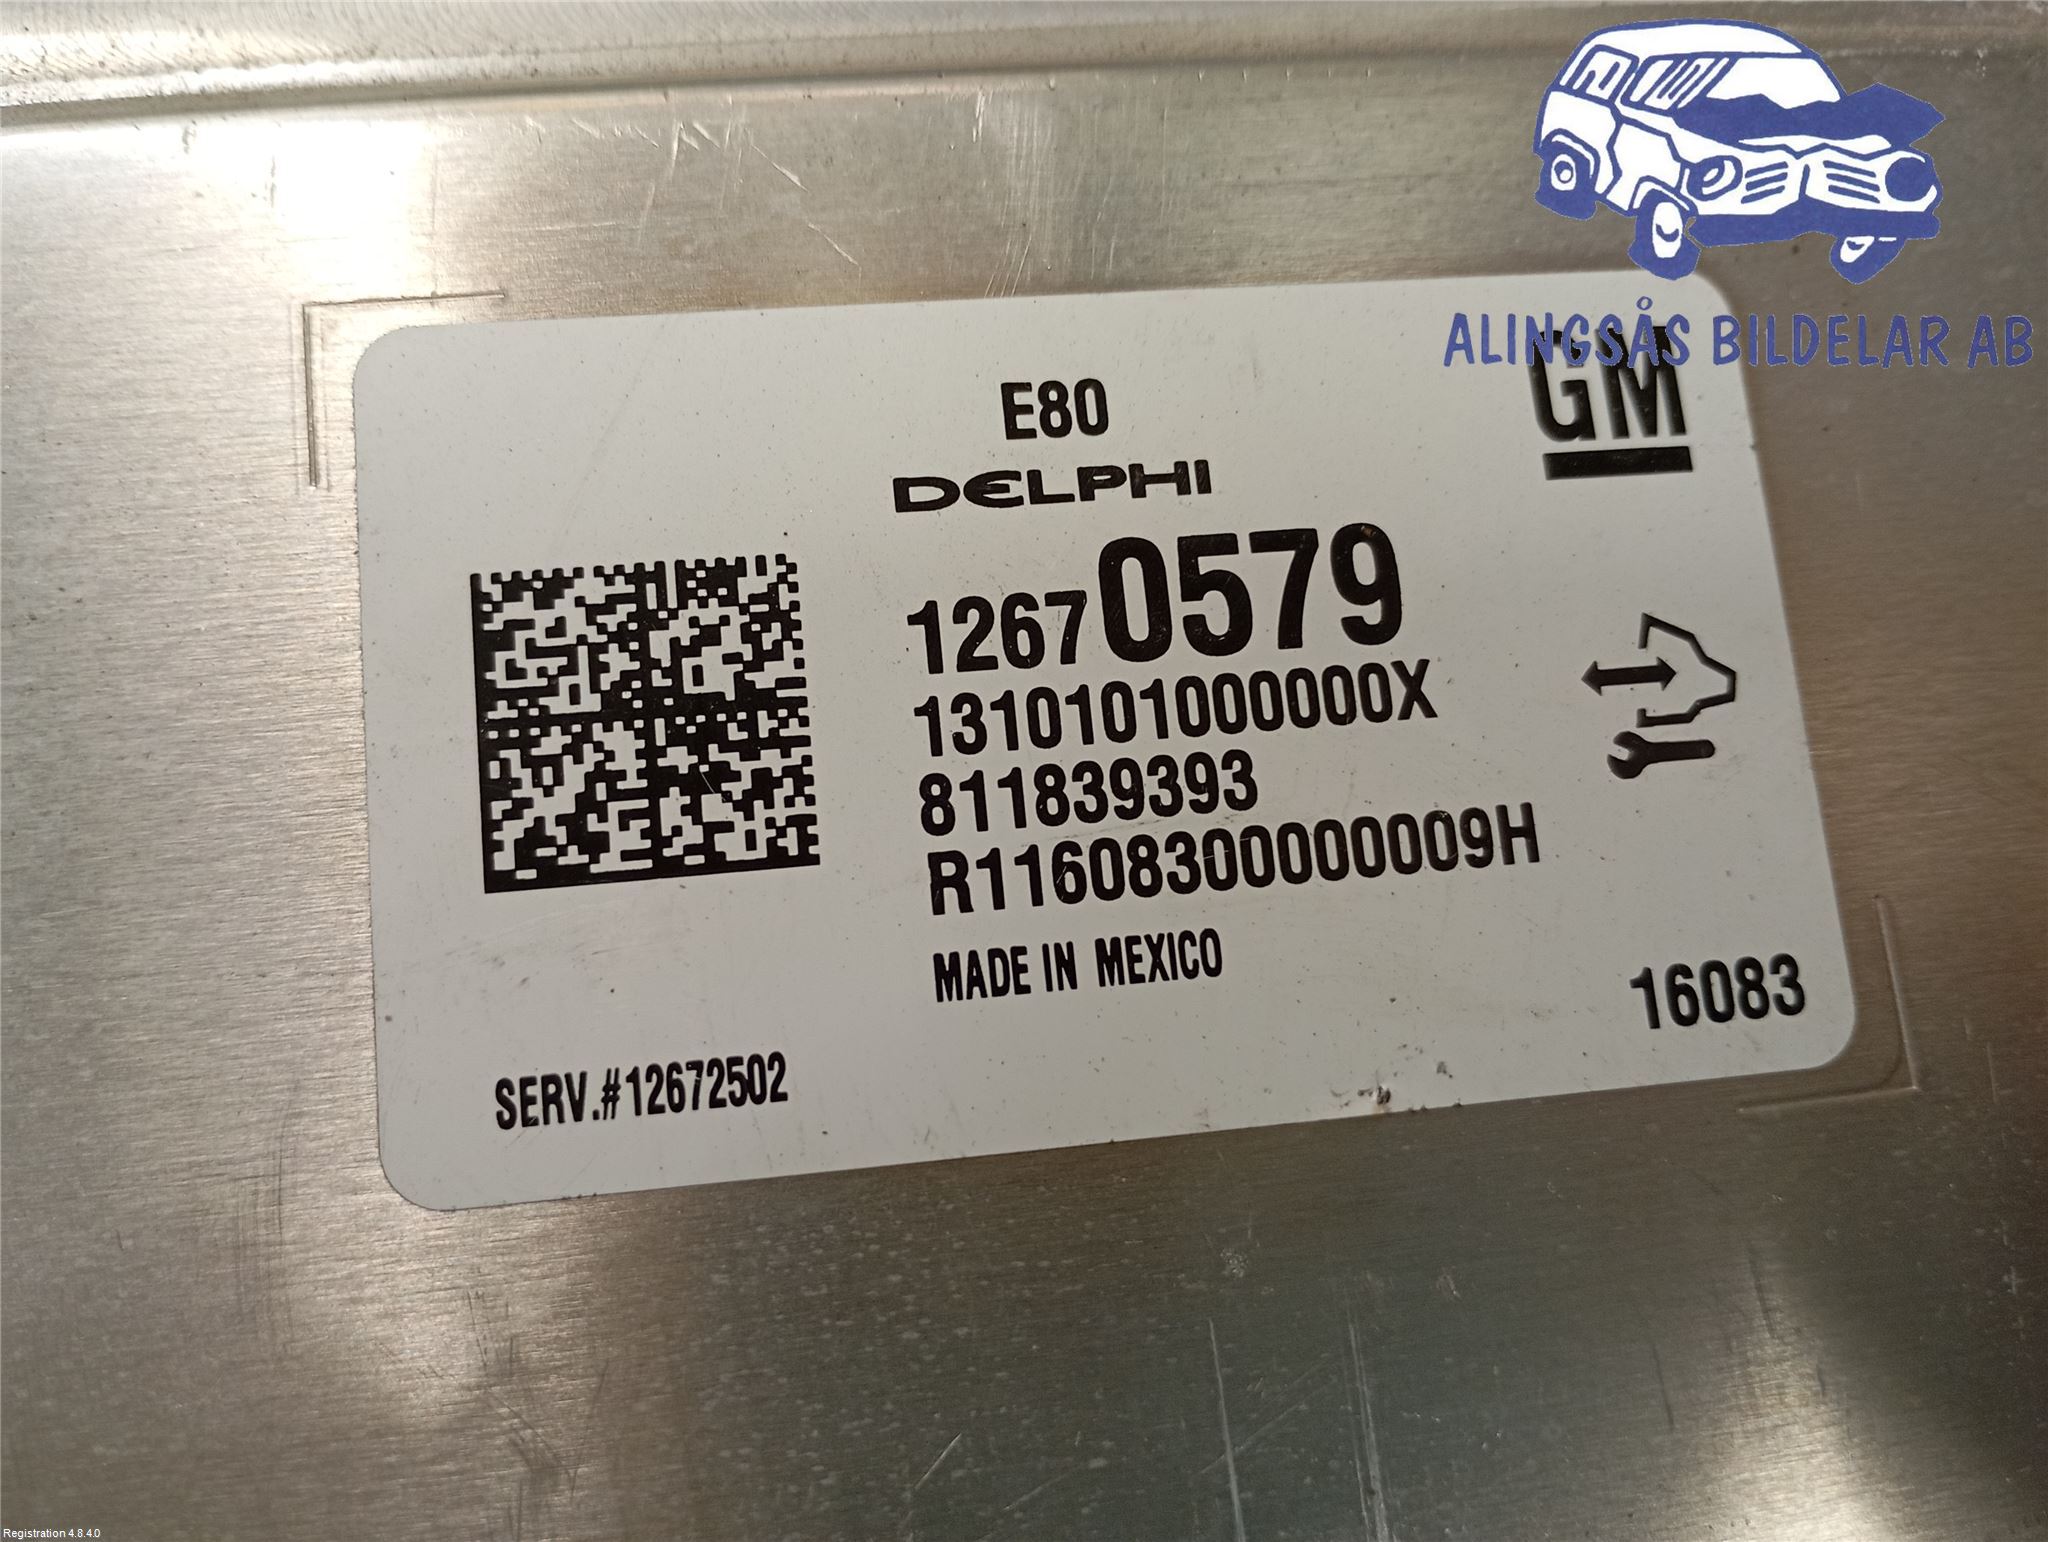 ALINGSÅS BILDELAR AB
GM
E80
DELPHI
12670579
1310101000000X
811839393
R11608300000009H
MADE IN MEXICO
16083
SERV.#12672502
Registration 4.8.4.0